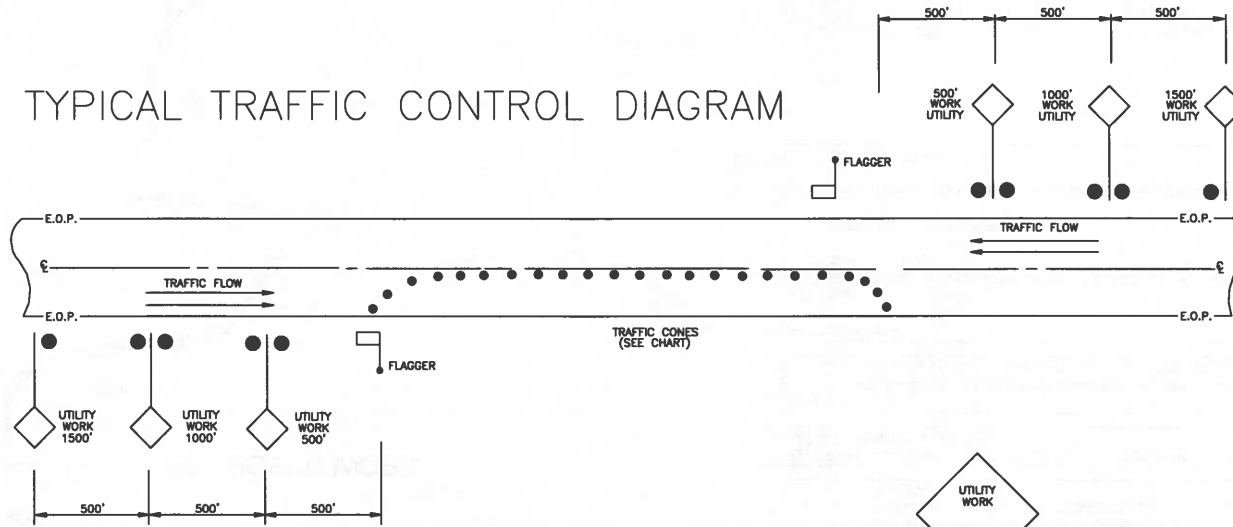 500' 500' 500'
TYPICAL TRAFFIC CONTROL DIAGRAM
500'
WORK
UTILITY
1000'
WORK
UTILITY
1500'
WORK
UTILITY
FLAGGER
E.O.P. E.O.P.
TRAFFIC FLOW
℄ ℄
TRAFFIC FLOW
E.O.P. E.O.P.
TRAFFIC CONES
(SEE CHART)
FLAGGER
UTILITY
WORK
1500'
UTILITY
WORK
1000'
UTILITY
WORK
500'
500' 500' 500'
UTILITY
WORK